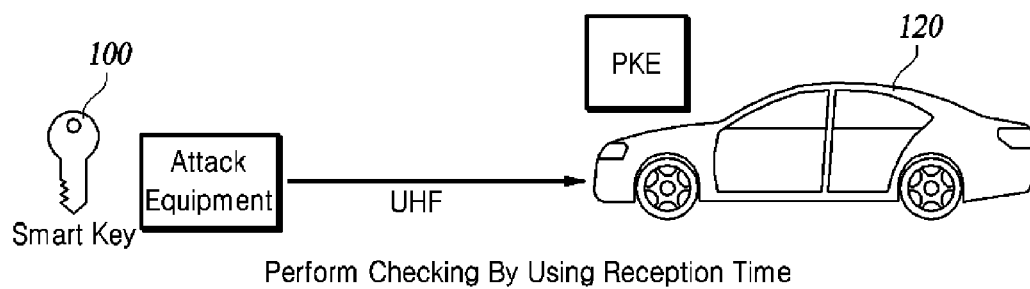 100
PKE
120
Attack
Equipment
UHF
Smart Key
Perform Checking By Using Reception Time